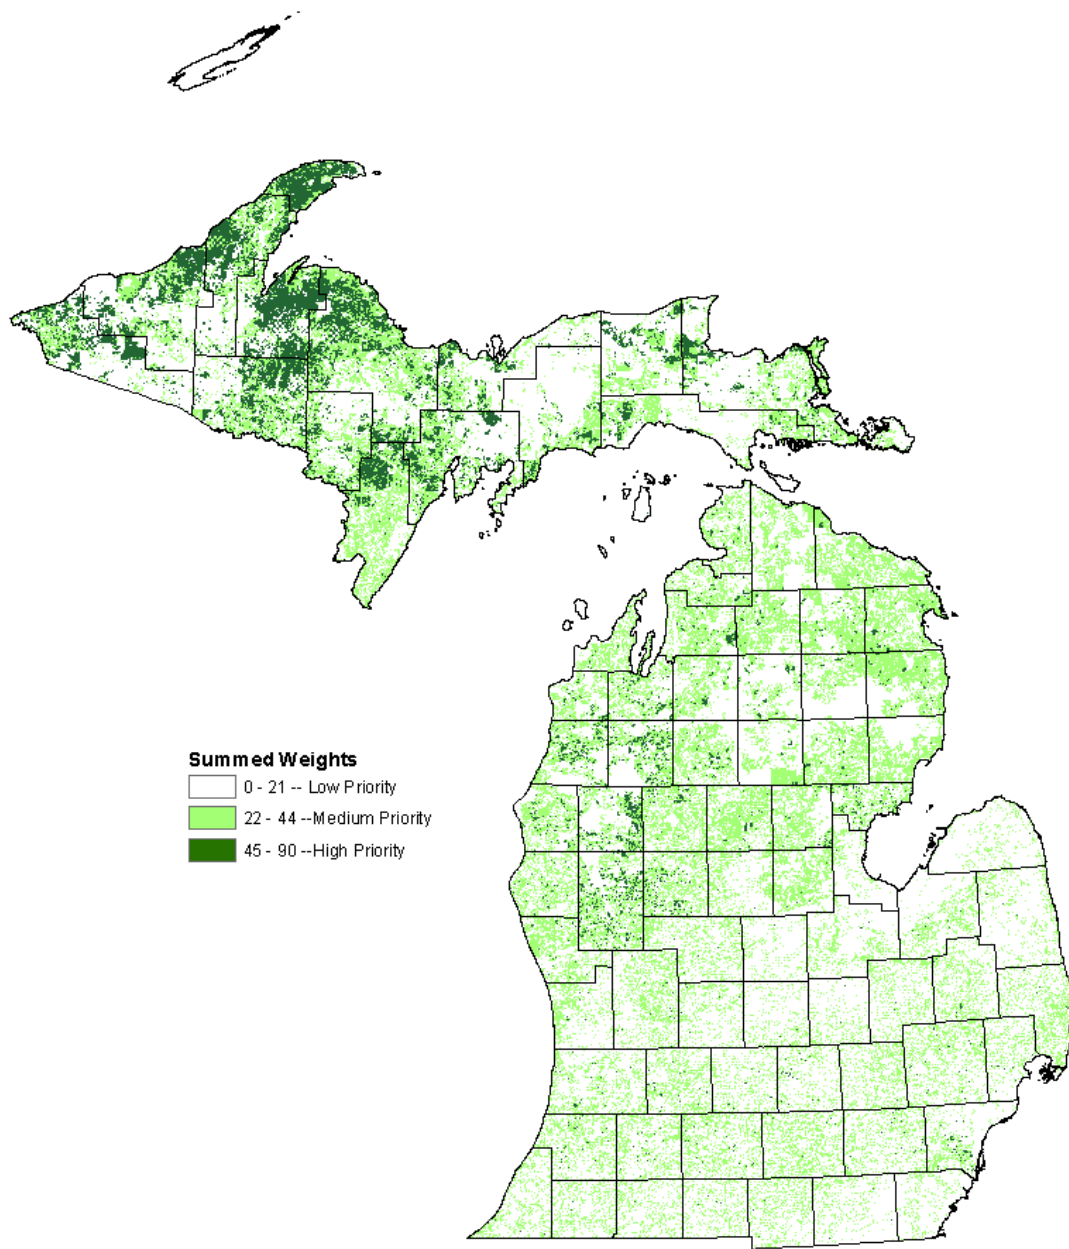 Summed Weights
0 - 21 -- Low Priority
22 - 44 --Medium Priority
45 - 90 --High Priority